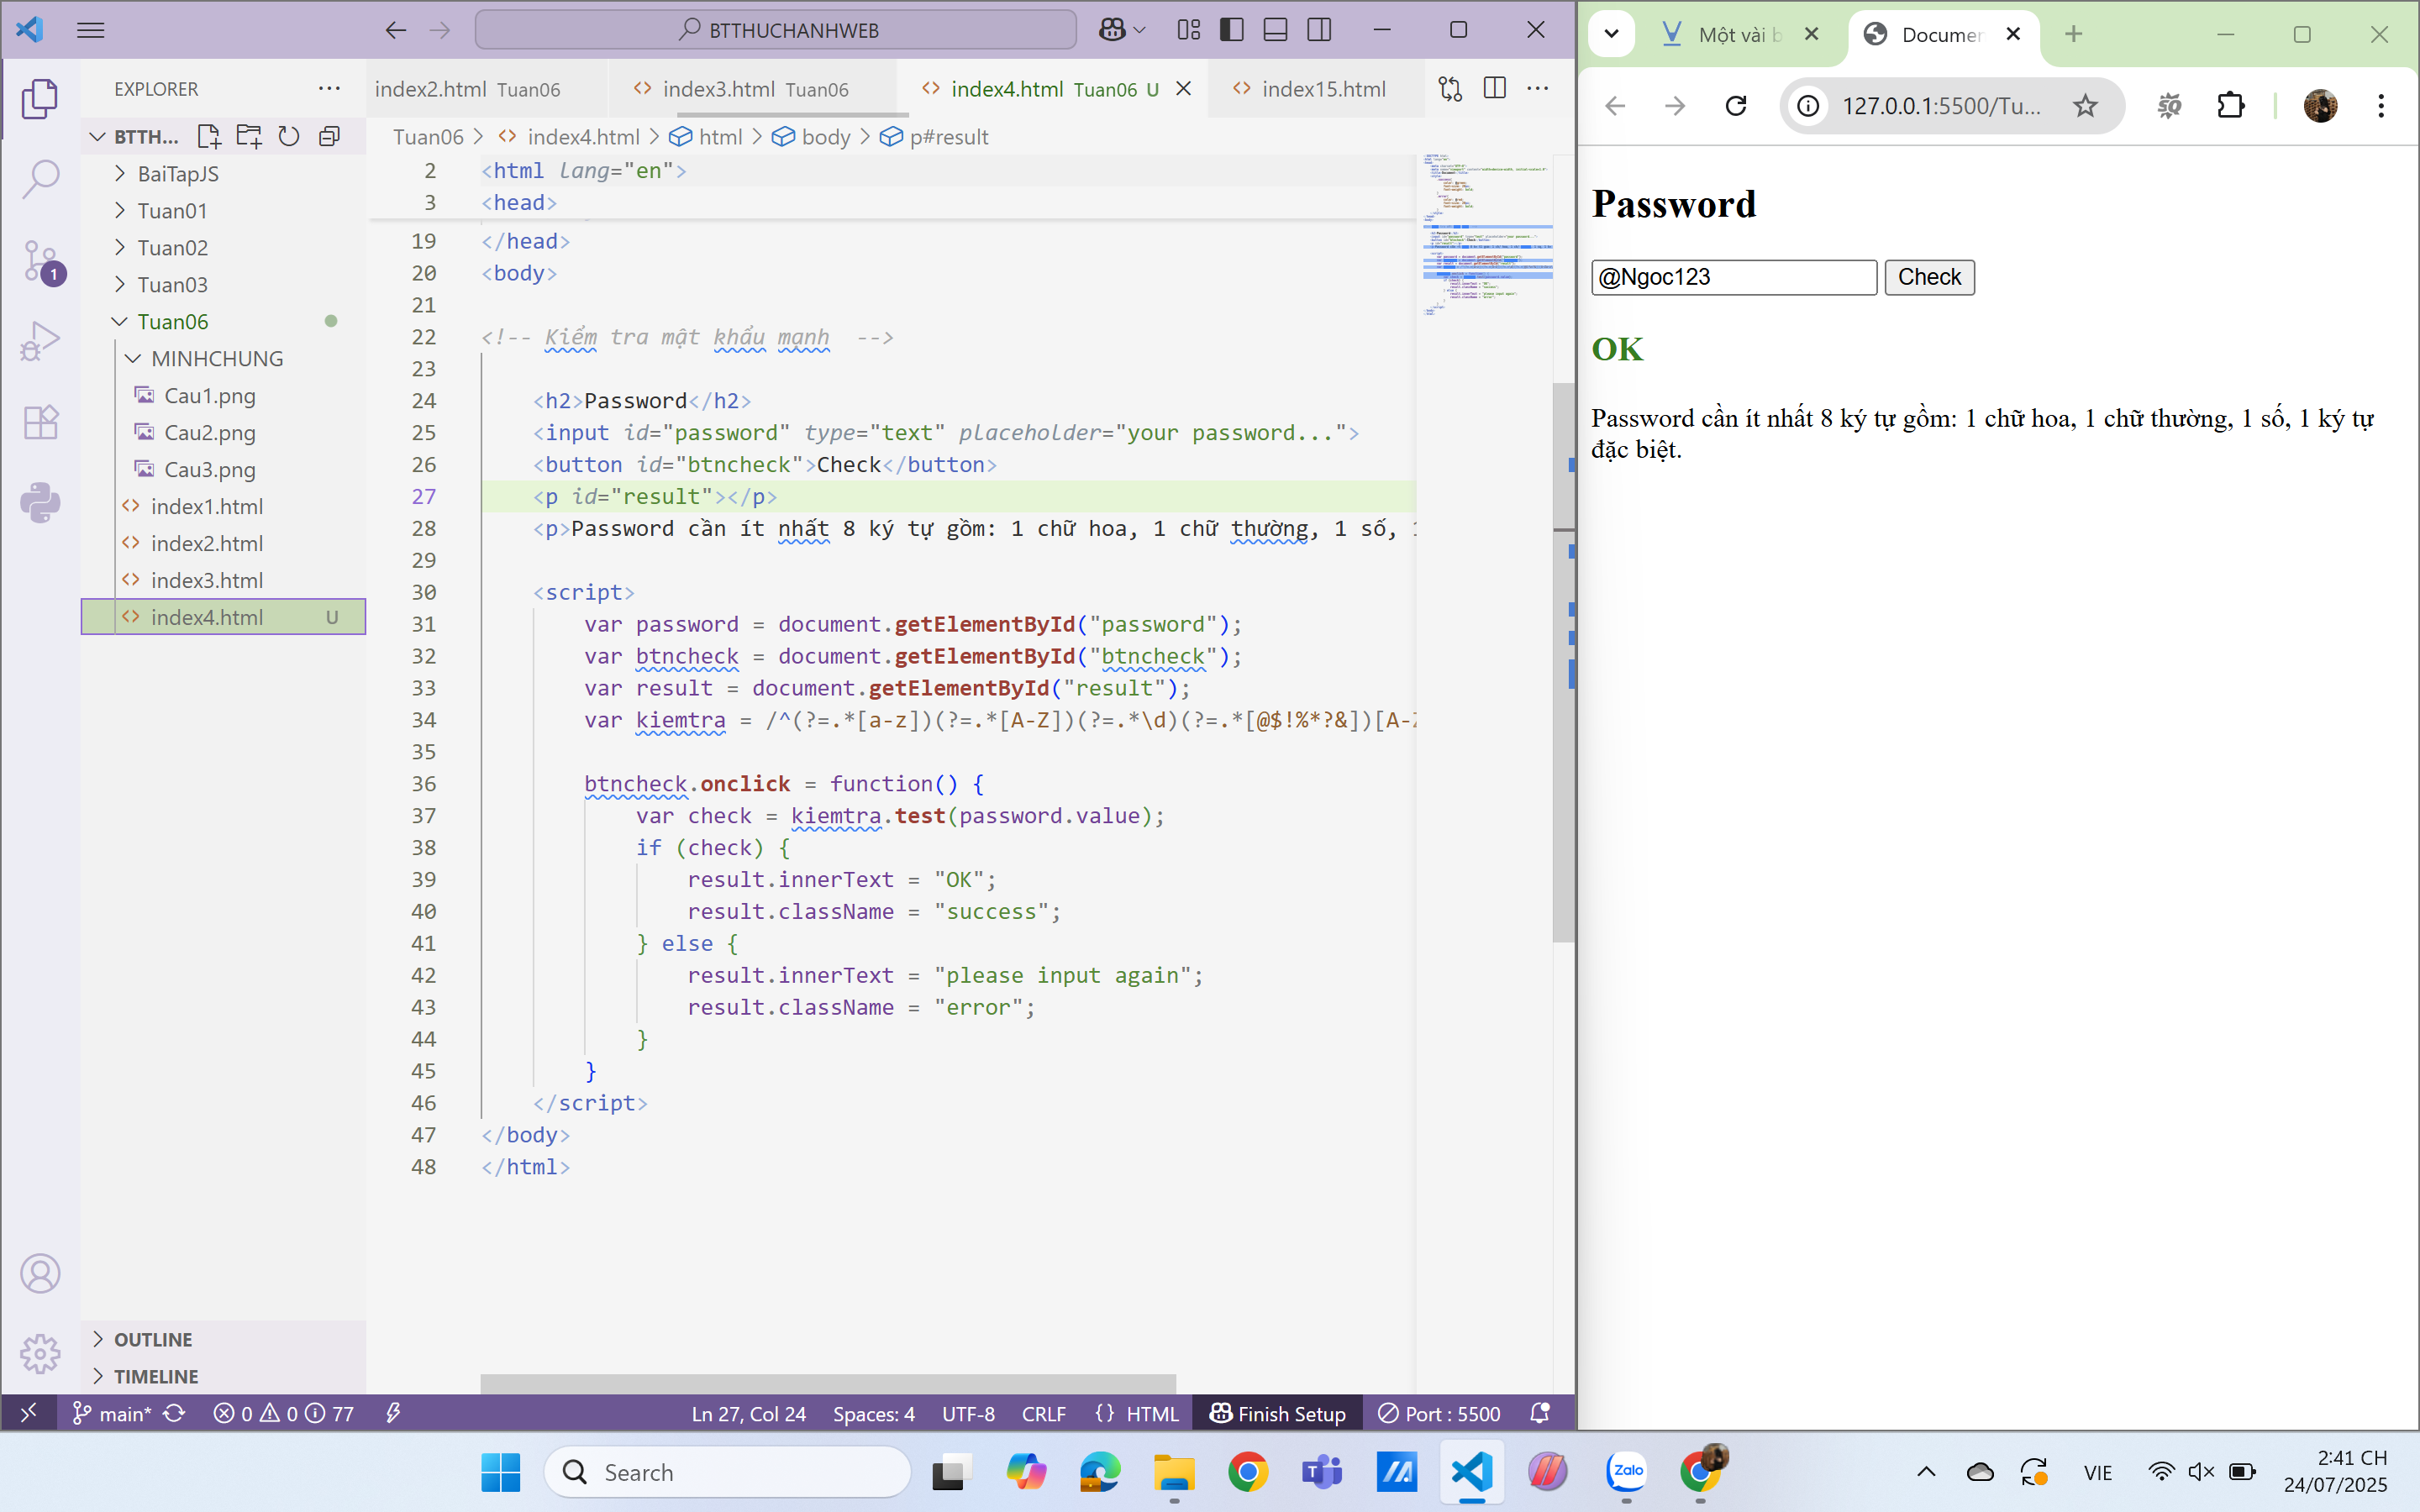 BTTHUCHANHWEB
EXPLORER
BTTH...
BaiTapJS
Tuan01
Tuan02
Tuan03
Tuan06
MINHCHUNG
Cau1.png
Cau2.png
Cau3.png
index1.html
index2.html
index3.html
index4.html U
OUTLINE
TIMELINE
1
index2.html Tuan06
index3.html Tuan06
index4.html Tuan06 U
index15.html
Tuan06 > index4.html > html > body > p#result
2 <html lang="en">
3 <head>
19 </head>
20 <body>
21
22 <!-- Kiểm tra mật khẩu mạnh -->
23
24 <h2>Password</h2>
25 <input id="password" type="text" placeholder="your password...">
26 <button id="btncheck">Check</button>
27 <p id="result"></p>
28 <p>Password cần ít nhất 8 ký tự gồm: 1 chữ hoa, 1 chữ thường, 1 số, 1
29
30 <script>
31 var password = document.getElementById("password");
32 var btncheck = document.getElementById("btncheck");
33 var result = document.getElementById("result");
34 var kiemtra = /^(?=.*[a-z])(?=.*[A-Z])(?=.*\d)(?=.*[@$!%*?&])[A-Z
35
36 btncheck.onclick = function() {
37 var check = kiemtra.test(password.value);
38 if (check) {
39 result.innerText = "OK";
40 result.className = "success";
41 } else {
42 result.innerText = "please input again";
43 result.className = "error";
44 }
45 }
46 </script>
47 </body>
48 </html>
main* 0 0 77
Ln 27, Col 24 Spaces: 4 UTF-8 CRLF {} HTML Finish Setup Port : 5500
Một vài b
Documen
127.0.0.1:5500/Tu...
Password
@Ngoc123 Check
OK
Password cần ít nhất 8 ký tự gồm: 1 chữ hoa, 1 chữ thường, 1 số, 1 ký tự
đặc biệt.
Search
Zalo
VIE
2:41 CH
24/07/2025